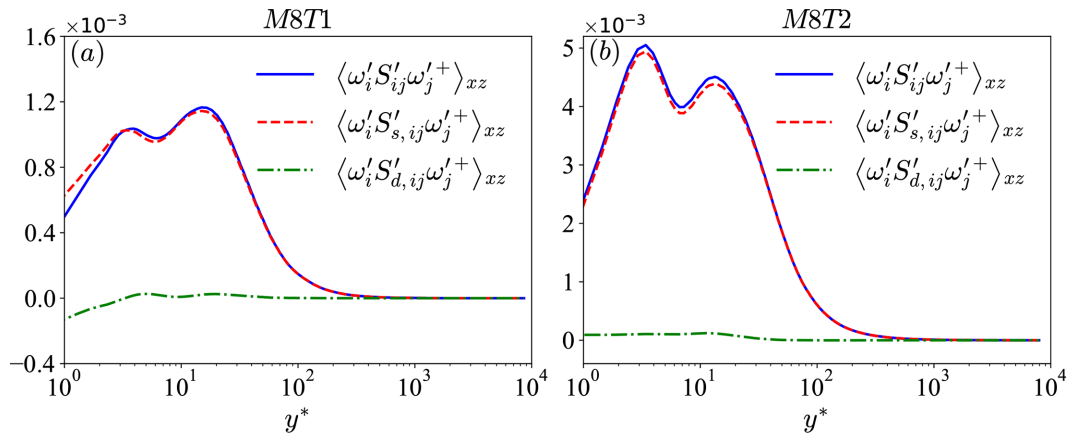 M8T1
×10⁻³
(a)
1.6
1.2
0.8
0.4
0.0
−0.4
⟨ω′ᵢS′ᵢⱼω′ⱼ⁺⟩ₓ𝓏
⟨ω′ᵢS′ₛ,ᵢⱼω′ⱼ⁺⟩ₓ𝓏
⟨ω′ᵢS′_d,ᵢⱼω′ⱼ⁺⟩ₓ𝓏
10⁰ 10¹ 10² 10³ 10⁴
y*
M8T2
×10⁻³
(b)
5
4
3
2
1
0
⟨ω′ᵢS′ᵢⱼω′ⱼ⁺⟩ₓ𝓏
⟨ω′ᵢS′ₛ,ᵢⱼω′ⱼ⁺⟩ₓ𝓏
⟨ω′ᵢS′_d,ᵢⱼω′ⱼ⁺⟩ₓ𝓏
10⁰ 10¹ 10² 10³ 10⁴
y*